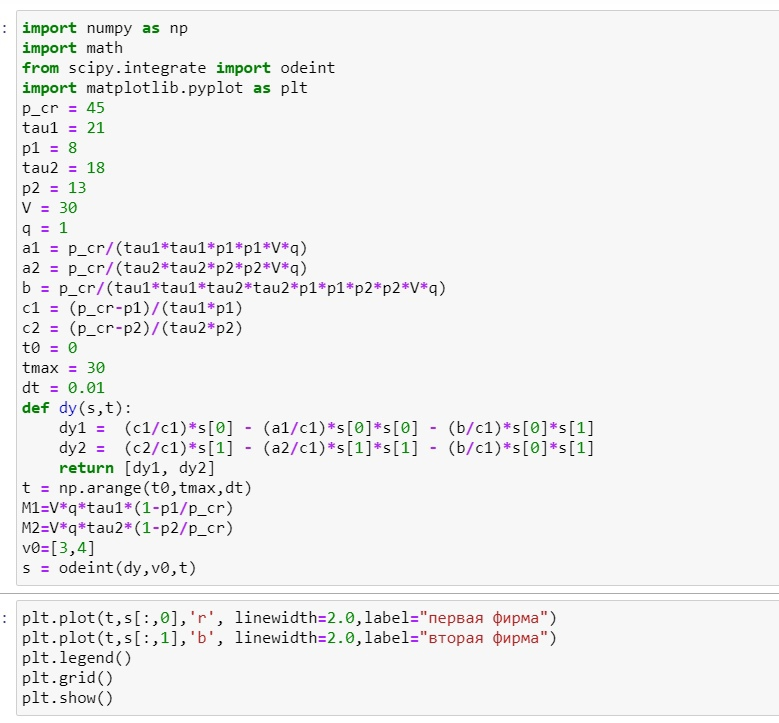 : import numpy as np
import math
from scipy.integrate import odeint
import matplotlib.pyplot as plt
p_cr = 45
tau1 = 21
p1 = 8
tau2 = 18
p2 = 13
V = 30
q = 1
a1 = p_cr/(tau1*tau1*p1*p1*V*q)
a2 = p_cr/(tau2*tau2*p2*p2*V*q)
b = p_cr/(tau1*tau1*tau2*tau2*p1*p1*p2*p2*V*q)
c1 = (p_cr-p1)/(tau1*p1)
c2 = (p_cr-p2)/(tau2*p2)
t0 = 0
tmax = 30
dt = 0.01
def dy(s,t):
    dy1 =  (c1/c1)*s[0] - (a1/c1)*s[0]*s[0] - (b/c1)*s[0]*s[1]
    dy2 =  (c2/c1)*s[1] - (a2/c1)*s[1]*s[1] - (b/c1)*s[0]*s[1]
    return [dy1, dy2]
t = np.arange(t0,tmax,dt)
M1=V*q*tau1*(1-p1/p_cr)
M2=V*q*tau2*(1-p2/p_cr)
v0=[3,4]
s = odeint(dy,v0,t)
: plt.plot(t,s[:,0],'r', linewidth=2.0,label="первая фирма")
plt.plot(t,s[:,1],'b', linewidth=2.0,label="вторая фирма")
plt.legend()
plt.grid()
plt.show()